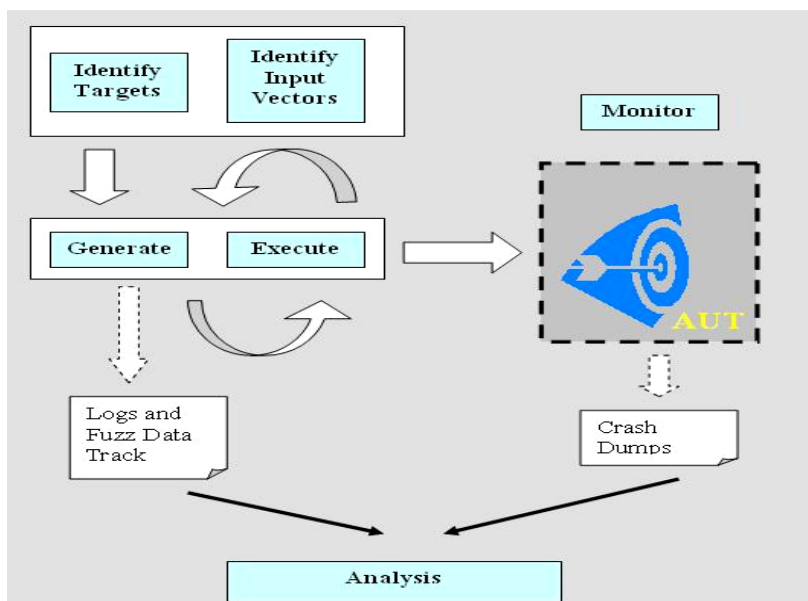 Identify
Targets
Identify
Input
Vectors
Monitor
Generate
Execute
AUT
Logs and
Fuzz Data
Track
Crash
Dumps
Analysis